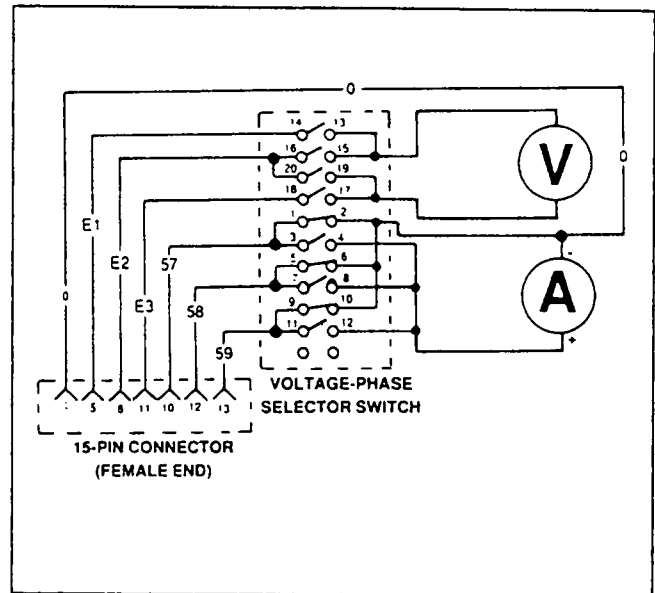 0
14 13
16 15
V
20 19
0
18 17
E1
1 2
E2
3 4
57
-
5 6
E3
A
7 8
58
0
9 10
11 12
+
59
VOLTAGE-PHASE
SELECTOR SWITCH
5 11 10 12 13
15-PIN CONNECTOR
(FEMALE END)